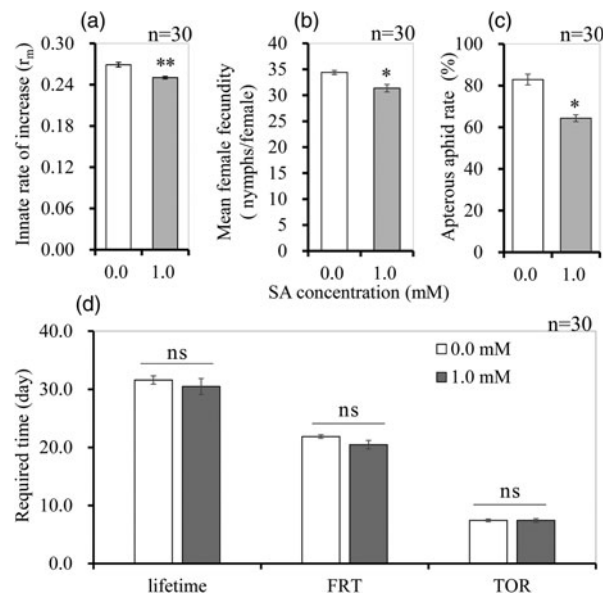 (a)
n=30
Innate rate of increase (rm)
0.30
0.24
0.18
0.12
0.06
0.00
**
0.0
1.0
(b)
n=30
Mean female fecundity
( nymphs/female)
40
35
30
25
20
15
10
5
0
*
0.0
1.0
(c)
n=30
Apterous aphid rate (%)
100
80
60
40
20
0
*
0.0
1.0
SA concentration (mM)
(d)
n=30
Required time (day)
40.0
30.0
20.0
10.0
0.0
ns
ns
ns
0.0 mM
1.0 mM
lifetime
FRT
TOR